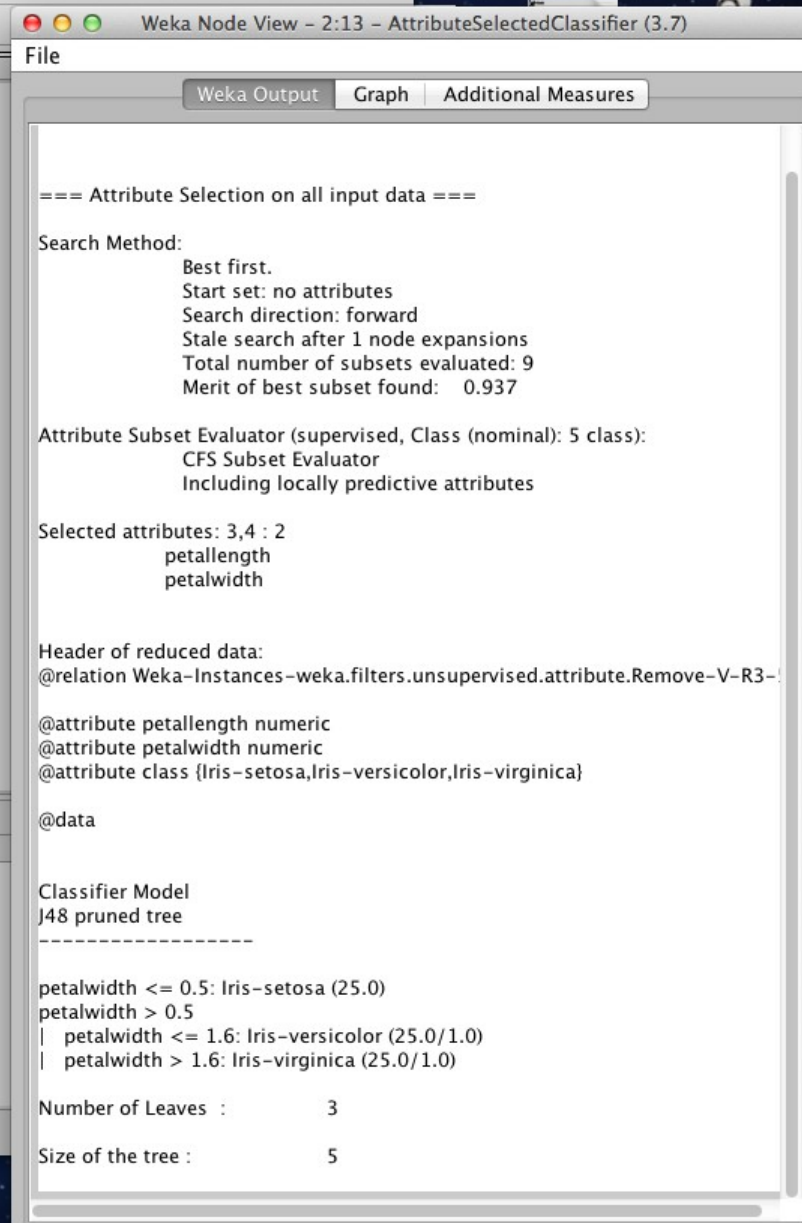 Weka Node View – 2:13 – AttributeSelectedClassifier (3.7)
File
Weka Output Graph Additional Measures
=== Attribute Selection on all input data ===
Search Method:
Best first.
Start set: no attributes
Search direction: forward
Stale search after 1 node expansions
Total number of subsets evaluated: 9
Merit of best subset found: 0.937
Attribute Subset Evaluator (supervised, Class (nominal): 5 class):
CFS Subset Evaluator
Including locally predictive attributes
Selected attributes: 3,4 : 2
petallength
petalwidth
Header of reduced data:
@relation Weka-Instances-weka.filters.unsupervised.attribute.Remove-V-R3-
@attribute petallength numeric
@attribute petalwidth numeric
@attribute class {Iris-setosa,Iris-versicolor,Iris-virginica}
@data
Classifier Model
J48 pruned tree
------------------
petalwidth <= 0.5: Iris-setosa (25.0)
petalwidth > 0.5
| petalwidth <= 1.6: Iris-versicolor (25.0/1.0)
| petalwidth > 1.6: Iris-virginica (25.0/1.0)
Number of Leaves : 3
Size of the tree : 5